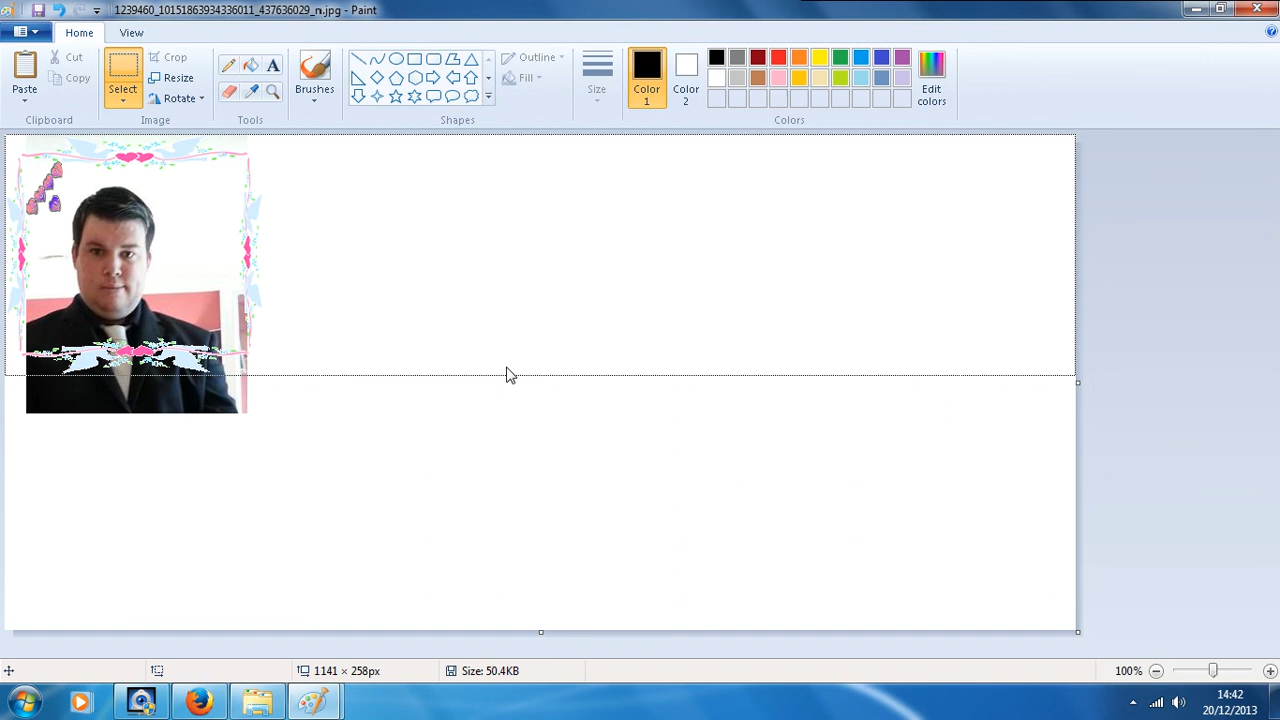 1239460_10151863934336011_437636029_n.jpg - Paint
Home View
Paste
Cut
Copy
Clipboard
Select
Crop
Resize
Rotate
Image
Tools
Brushes
Shapes
Outline
Fill
Size
Color 1
Color 2
Colors
Edit colors
1141 × 258px
Size: 50.4KB
100%
14:42
20/12/2013